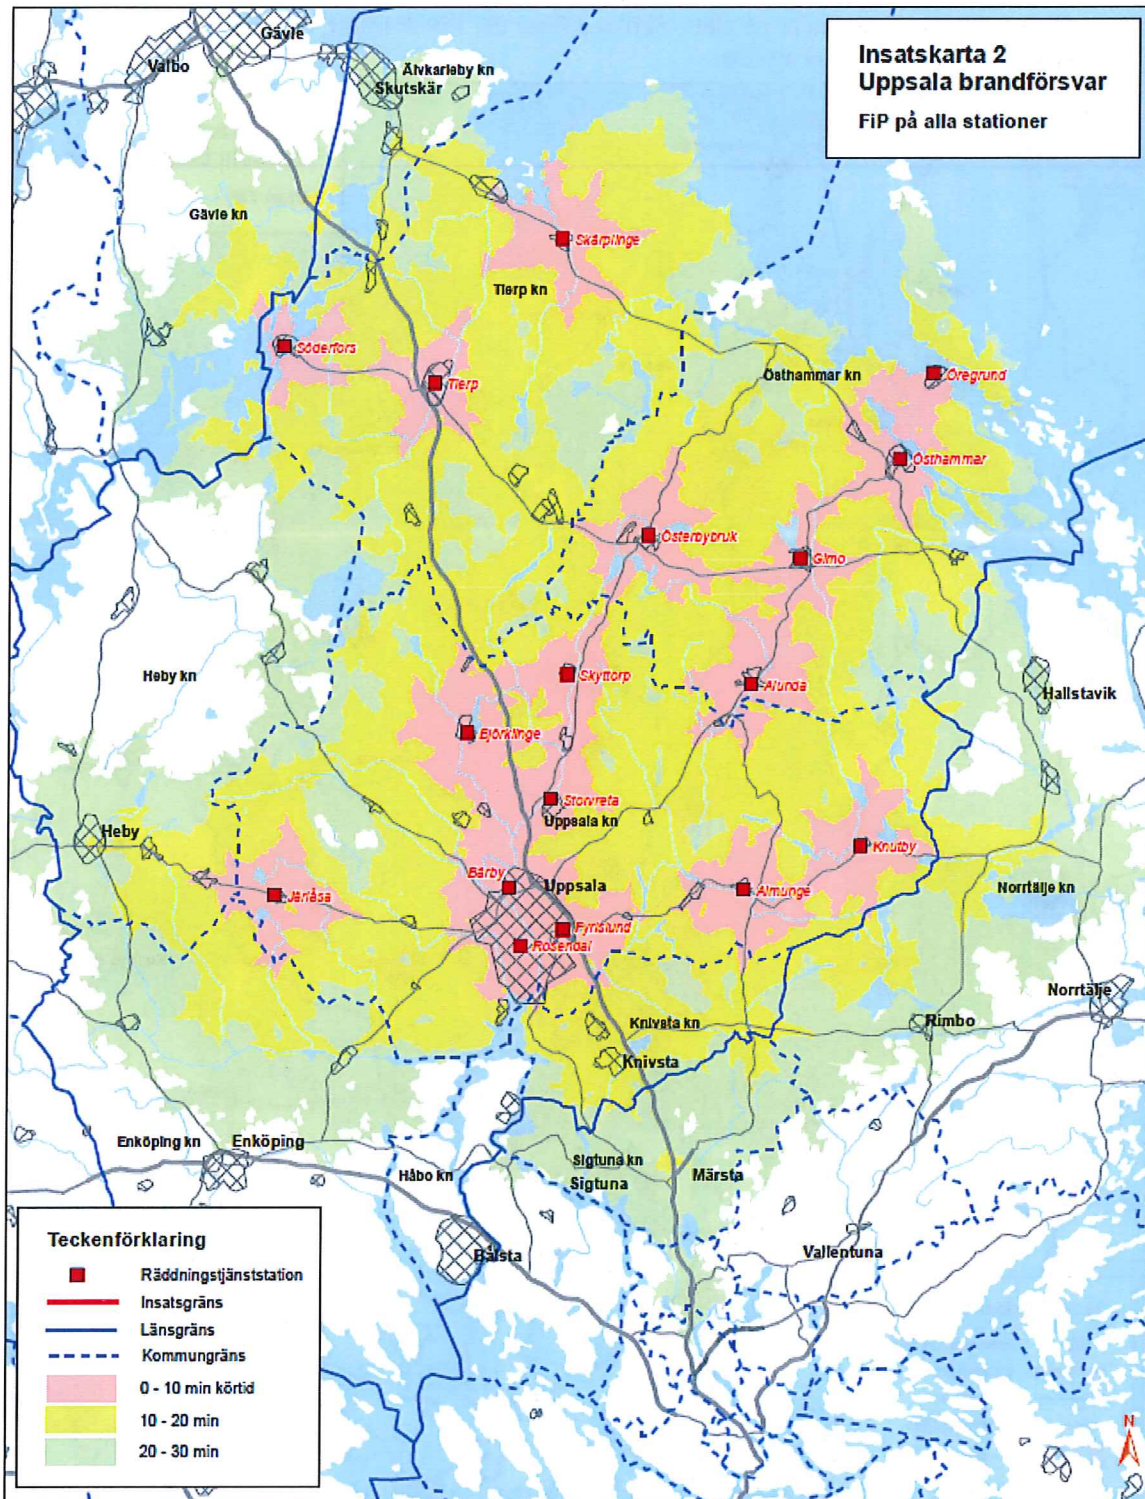 Insatskarta 2
Uppsala brandförsvar
FiP på alla stationer
Gävle
Valbo
Älvkarleby kn
Skutskär
Gävle kn
Skärplinge
Tierp kn
Söderfors
Tierp
Östhammar kn
Öregrund
Östhammar
Österbybruk
Gimo
Heby kn
Skyttorp
Alunda
Hallstavik
Björklinge
Storvreta
Uppsala kn
Heby
Knutby
Bärby
Uppsala
Almunge
Norrtälje kn
Järlåsa
Fyrislund
Rosendal
Norrtälje
Knivsta kn
Rimbo
Knivsta
Enköping kn
Enköping
Håbo kn
Sigtuna kn
Sigtuna
Märsta
Bålsta
Vallentuna
Teckenförklaring
Räddningstjänststation
Insatsgräns
Länsgräns
Kommungräns
0 - 10 min körtid
10 - 20 min
20 - 30 min
N